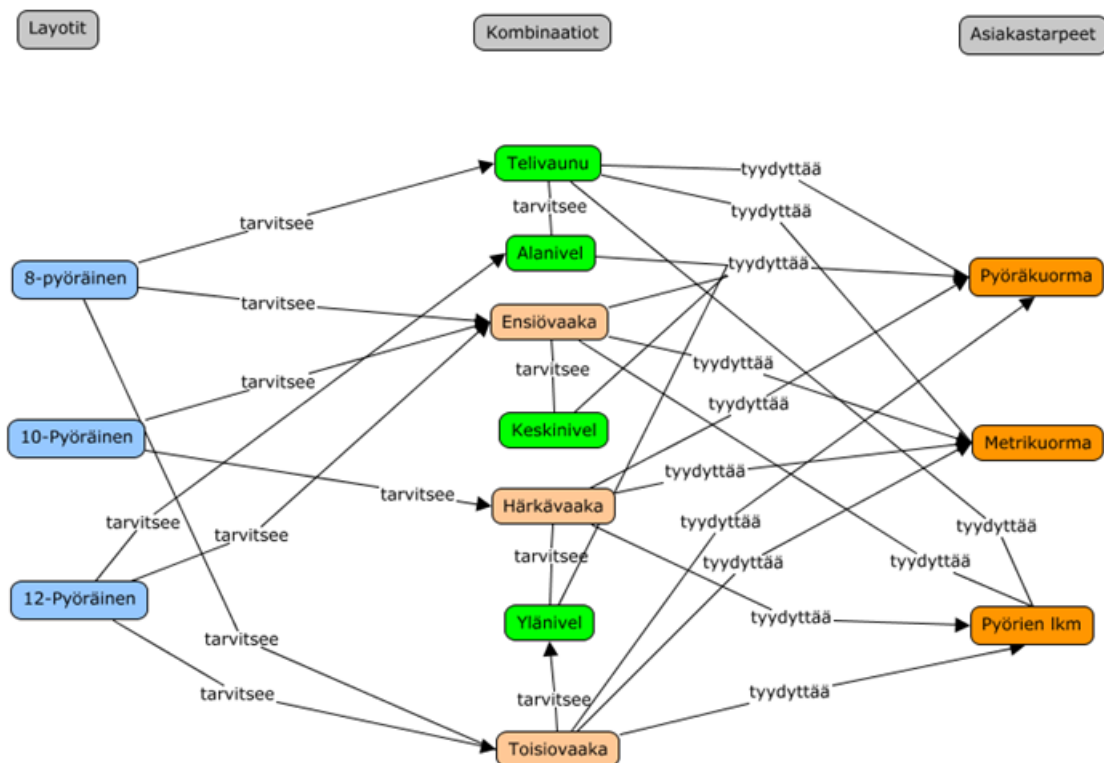 Layotit
Kombinaatiot
Asiakastarpeet
Telivaunu
tyydyttää
tarvitsee
tyydyttää
tarvitsee
Alanivel
tyydyttää
8-pyöräinen
Pyöräkuorma
tarvitsee
Ensiövaaka
tyydyttää
tarvitsee
tarvitsee
tyydyttää
10-Pyöräinen
Keskinivel
Metrikuorma
tyydyttää
tarvitsee
Härkävaaka
tarvitsee
tyydyttää
tyydyttää
tarvitsee
tarvitsee
tyydyttää
tyydyttää
12-Pyöräinen
Ylänivel
tyydyttää
Pyörien lkm
tarvitsee
tarvitsee
tarvitsee
tyydyttää
Toisiovaaka